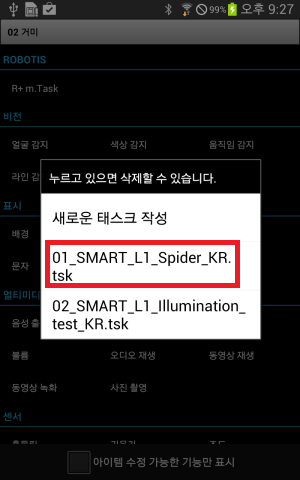 99% 오후 9:27
02 거미
ROBOTIS
R+ m.Task
비전
얼굴 감지 색상 감지 움직임 감지
라인 감
누르고 있으면 삭제할 수 있습니다.
새로운 태스크 작성
표시
배경
01_SMART_L1_Spider_KR.
tsk
문자
멀티미디
02_SMART_L1_Illumination_
test_KR.tsk
음성 출
볼륨 오디오 재생 동영상 재생
동영상 녹화 사진 촬영
센서
아이템 수정 가능한 기능만 표시